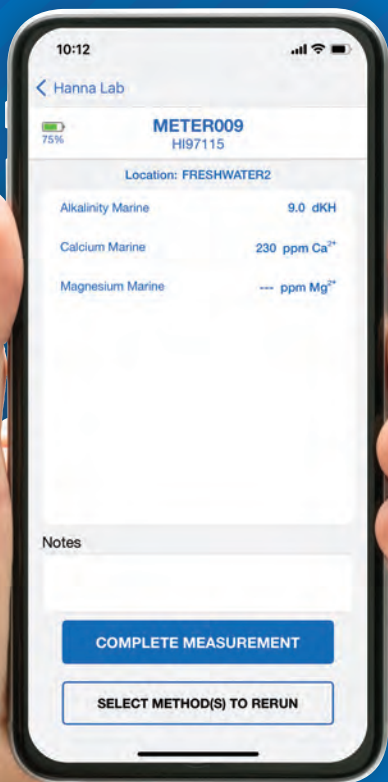 10:12
Hanna Lab
75%
METER009
HI97115
Location: FRESHWATER2
Alkalinity Marine 9.0 dKH
Calcium Marine 230 ppm Ca²⁺
Magnesium Marine --- ppm Mg²⁺
Notes
COMPLETE MEASUREMENT
SELECT METHOD(S) TO RERUN